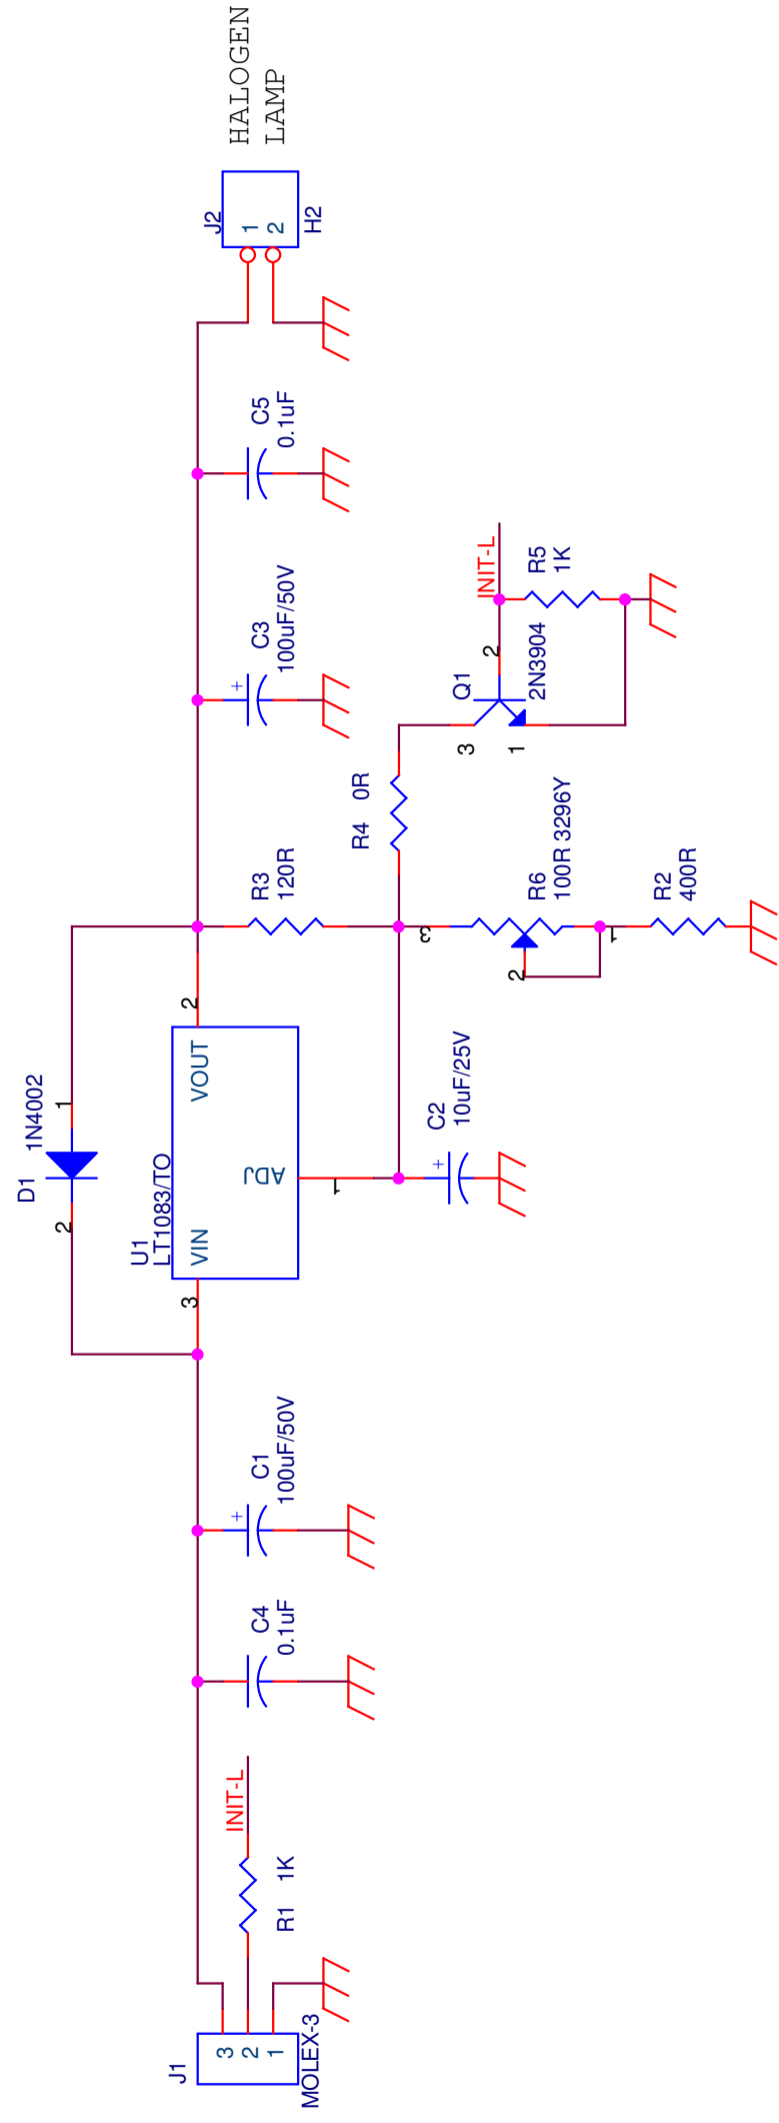 J1
3
2
1
MOLEX-3
R1 1K
INIT-L
C4
0.1uF
+
C1
100uF/50V
D1
1N4002
2
1
U1
LT1083/TO
VIN
VOUT
ADJ
3
2
1
+
C2
10uF/25V
R3
120R
3
2
1
R6
100R 3296Y
R2
400R
R4 0R
Q1
2N3904
3
2
1
INIT-L
R5
1K
+
C3
100uF/50V
C5
0.1uF
J2
1
2
H2
HALOGEN
LAMP